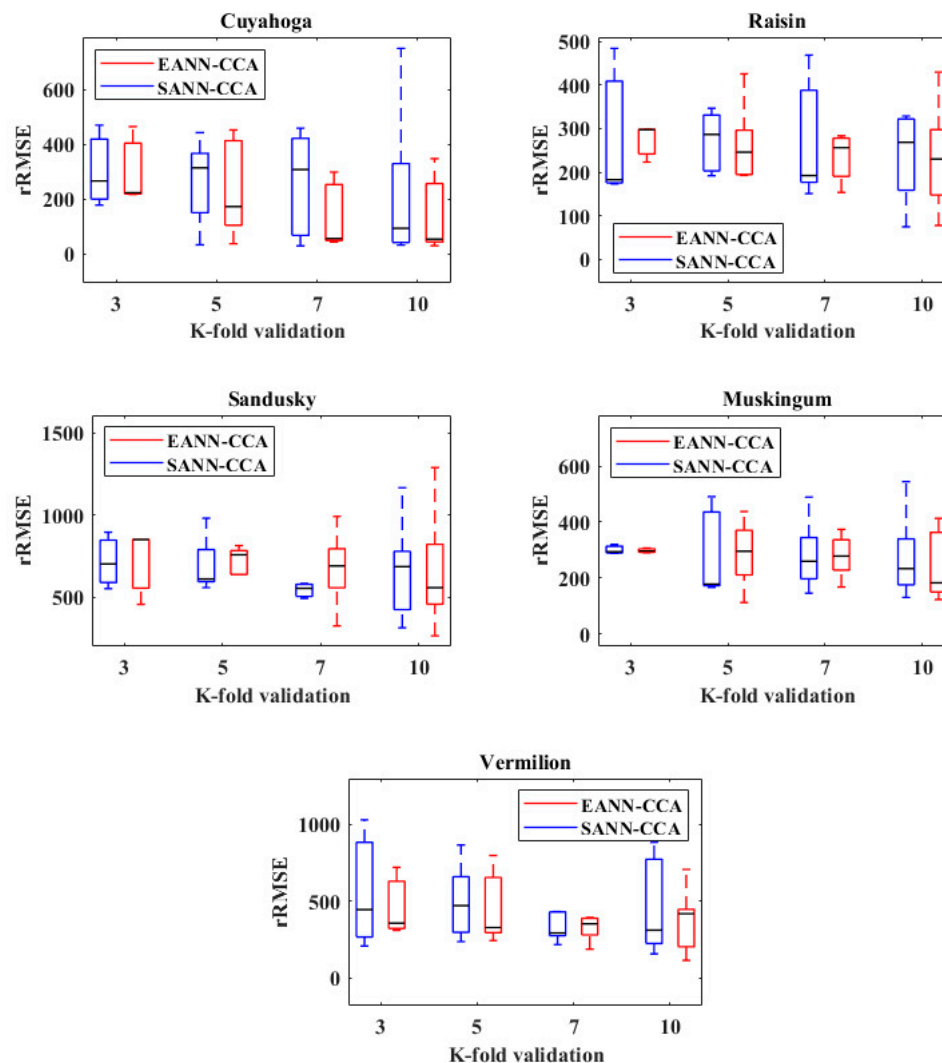 Cuyahoga
EANN-CCA
SANN-CCA
600
400
200
0
rRMSE
3 5 7 10
K-fold validation
Raisin
500
400
300
200
100
0
rRMSE
EANN-CCA
SANN-CCA
3 5 7 10
K-fold validation
Sandusky
1500
1000
500
rRMSE
EANN-CCA
SANN-CCA
3 5 7 10
K-fold validation
Muskingum
EANN-CCA
SANN-CCA
600
400
200
0
rRMSE
3 5 7 10
K-fold validation
Vermilion
EANN-CCA
SANN-CCA
1000
500
0
rRMSE
3 5 7 10
K-fold validation